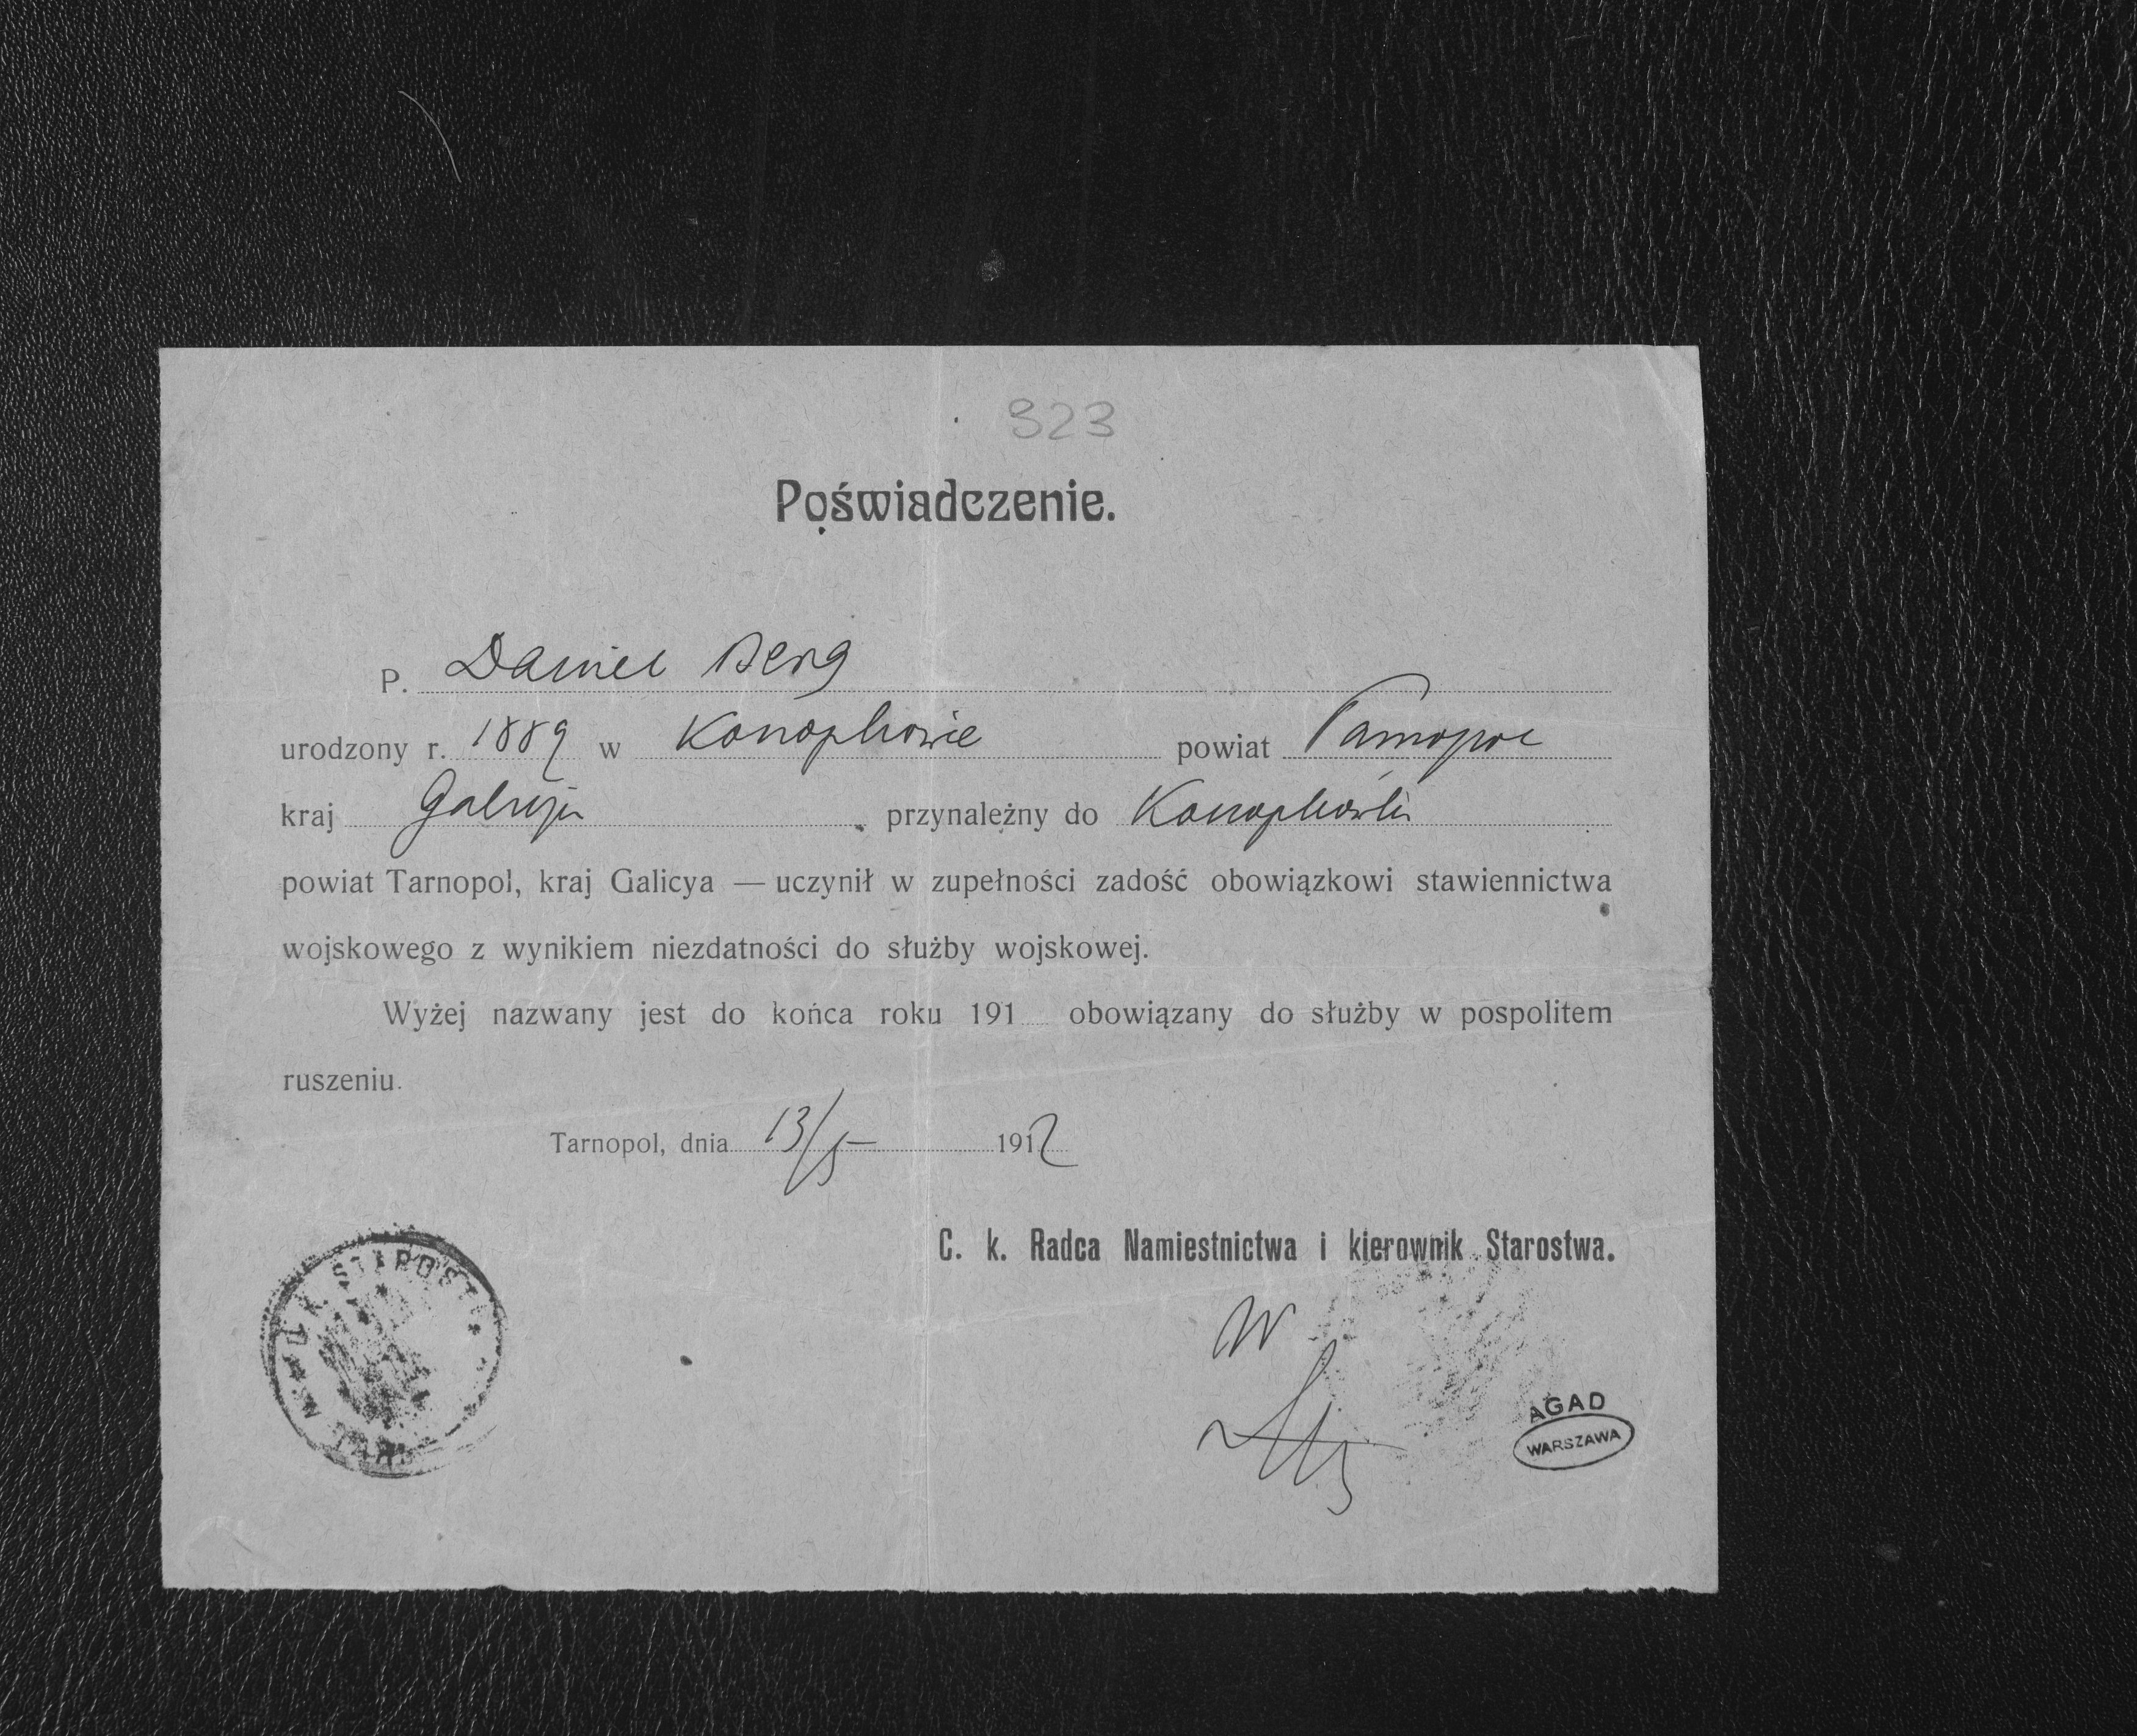 323
Poświadczenie.
P. Daniel Berg
urodzony r. 1889 w Konopkowie powiat Tarnopol
kraj Galicja przynależny do Konopkówki
powiat Tarnopol, kraj Galicya — uczynił w zupełności zadość obowiązkowi stawiennictwa
wojskowego z wynikiem niezdatności do służby wojskowej.
Wyżej nazwany jest do końca roku 191 obowiązany do służby w pospolitem
ruszeniu.
Tarnopol, dnia 13/5 1912
C. k. Radca Namiestnictwa i kierownik Starostwa.
C. K. STAROSTWO
AGAD
WARSZAWA